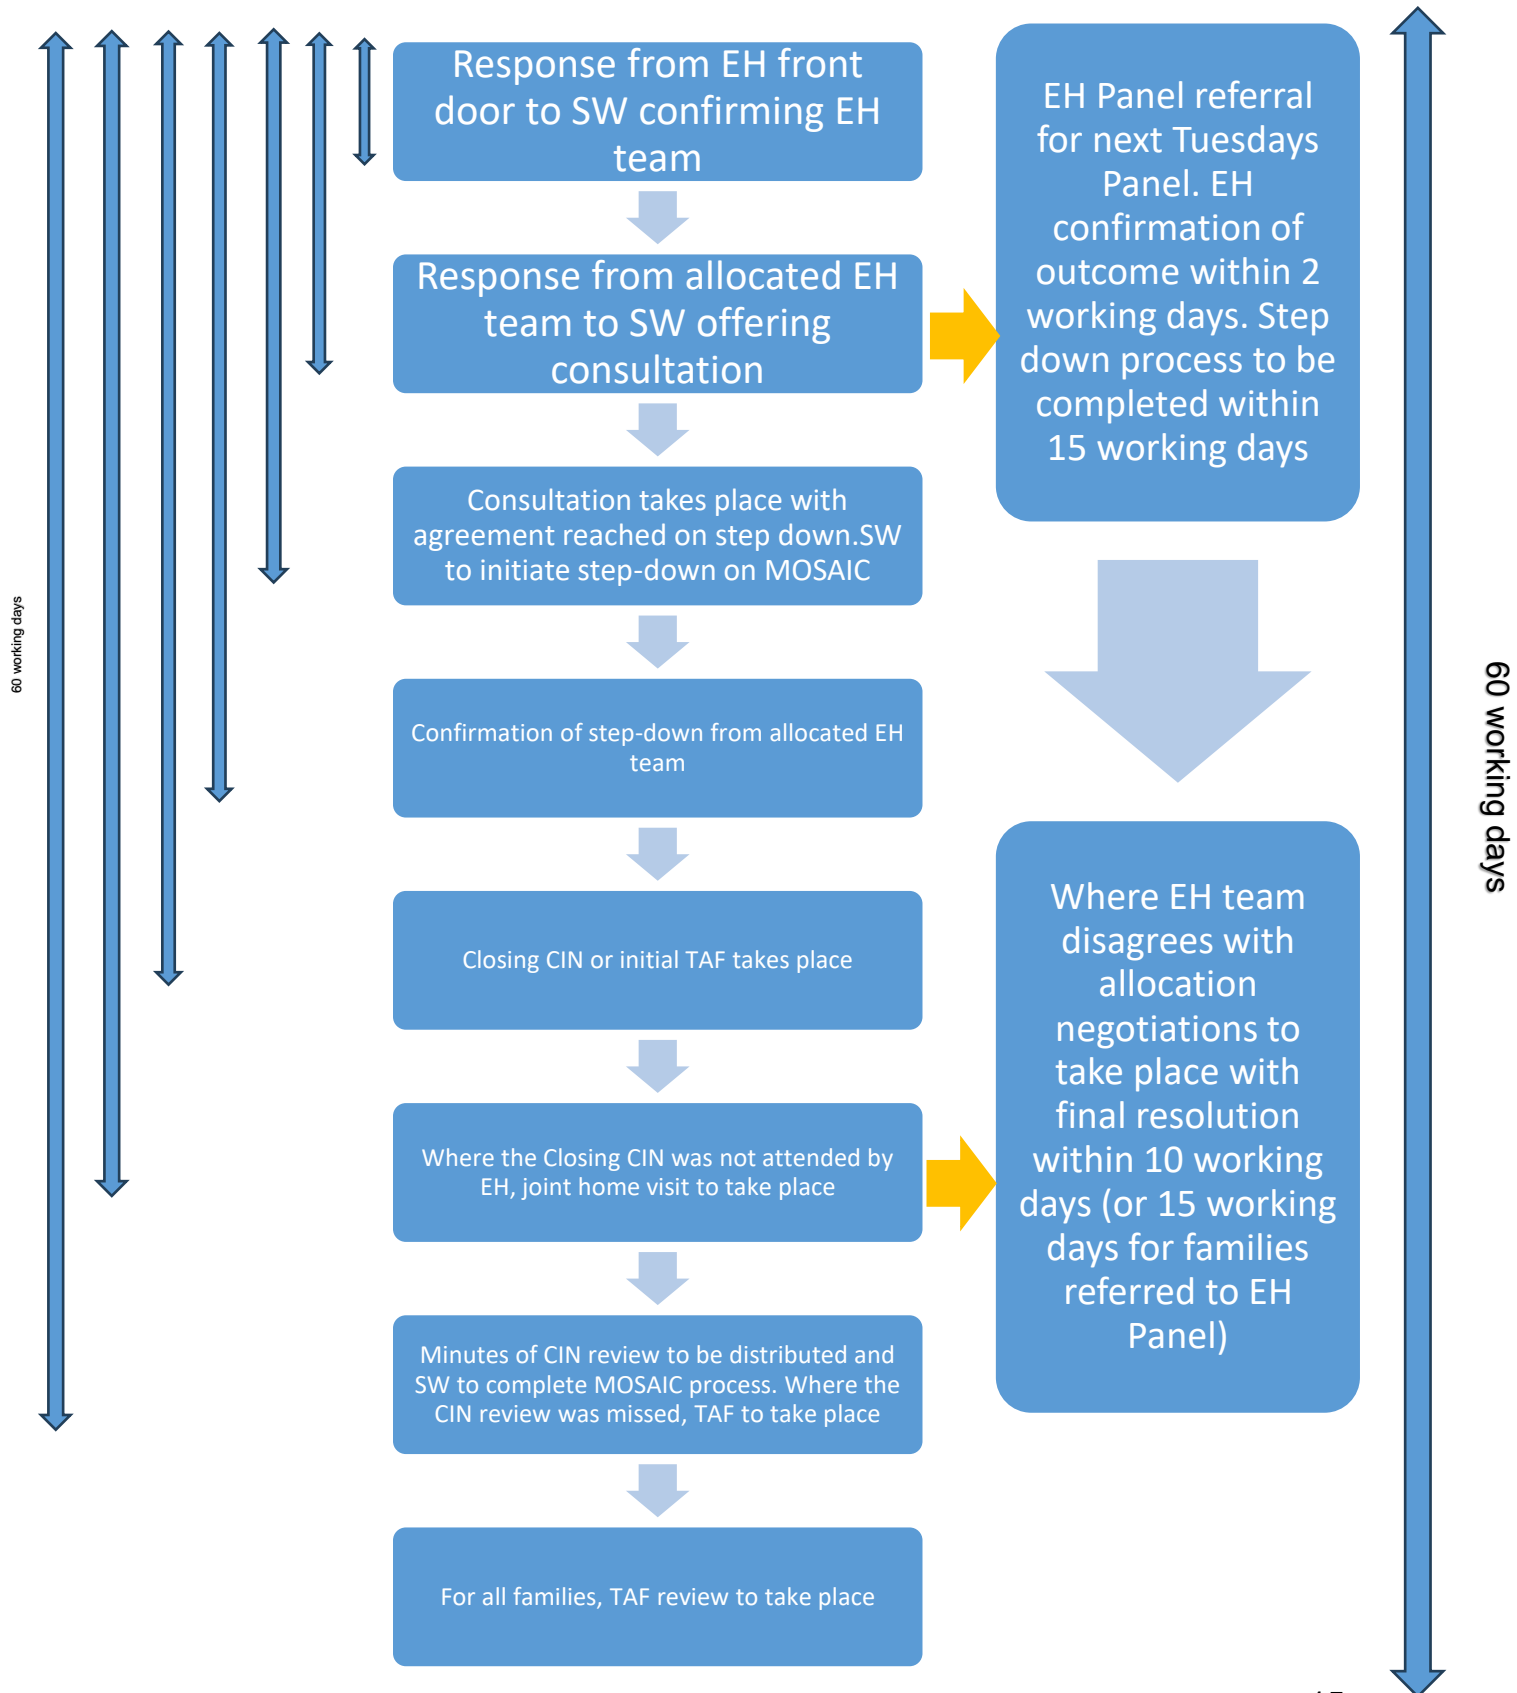 Response from EH front
door to SW confirming EH
team
Response from allocated EH
team to SW offering
consultation
Consultation takes place with
agreement reached on step down.SW
to initiate step-down on MOSAIC
Confirmation of step-down from allocated EH
team
Closing CIN or initial TAF takes place
Where the Closing CIN was not attended by
EH, joint home visit to take place
Minutes of CIN review to be distributed and
SW to complete MOSAIC process. Where the
CIN review was missed, TAF to take place
For all families, TAF review to take place
EH Panel referral
for next Tuesdays
Panel. EH
confirmation of
outcome within 2
working days. Step
down process to be
completed within
15 working days
Where EH team
disagrees with
allocation
negotiations to
take place with
final resolution
within 10 working
days (or 15 working
days for families
referred to EH
Panel)
60 working days
60 working days